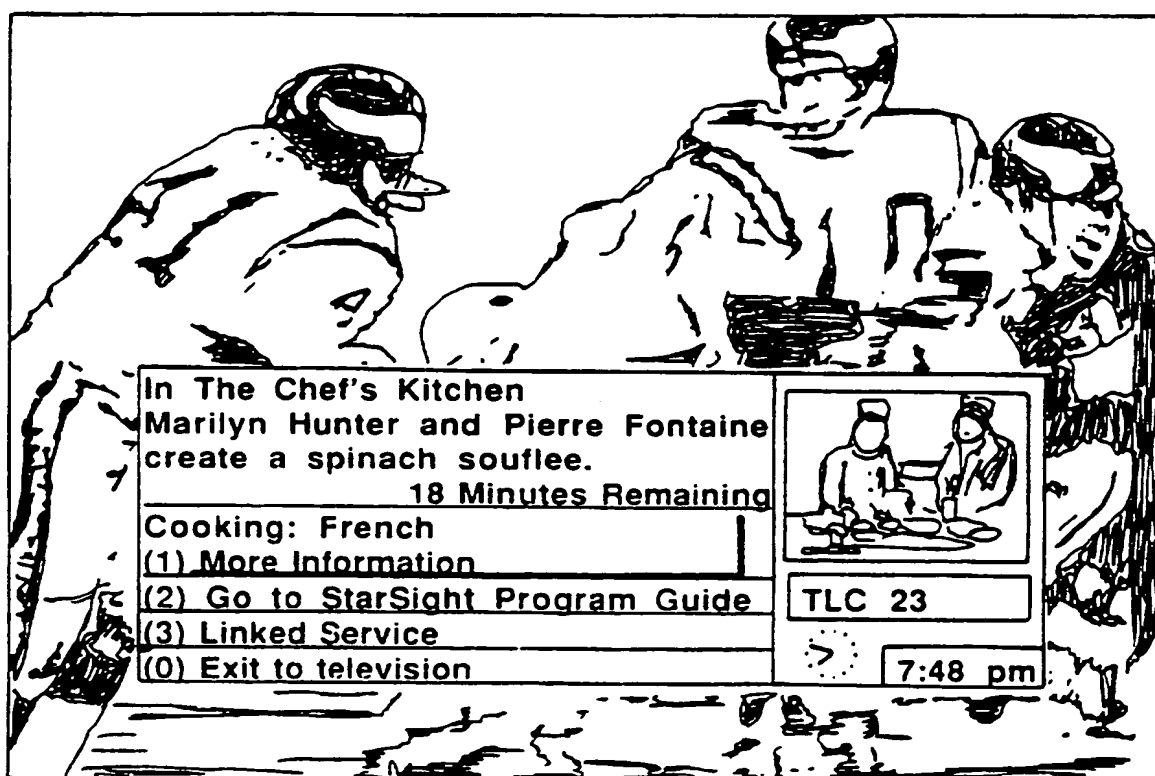 In The Chef's Kitchen
Marilyn Hunter and Pierre Fontaine
create a spinach souflee.
18 Minutes Remaining
Cooking: French
(1) More Information
(2) Go to StarSight Program Guide
(3) Linked Service
(0) Exit to television
TLC 23
7:48 pm